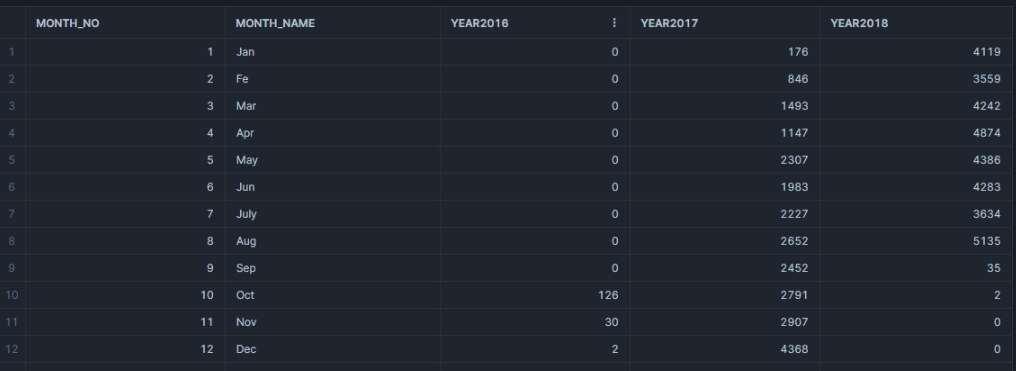 MONTH_NO MONTH_NAME YEAR2016 YEAR2017 YEAR2018
1 1 Jan 0 176 4119
2 2 Fe 0 846 3559
3 3 Mar 0 1493 4242
4 4 Apr 0 1147 4874
5 5 May 0 2307 4386
6 6 Jun 0 1983 4283
7 7 July 0 2227 3634
8 8 Aug 0 2652 5135
9 9 Sep 0 2452 35
10 10 Oct 126 2791 2
11 11 Nov 30 2907 0
12 12 Dec 2 4368 0